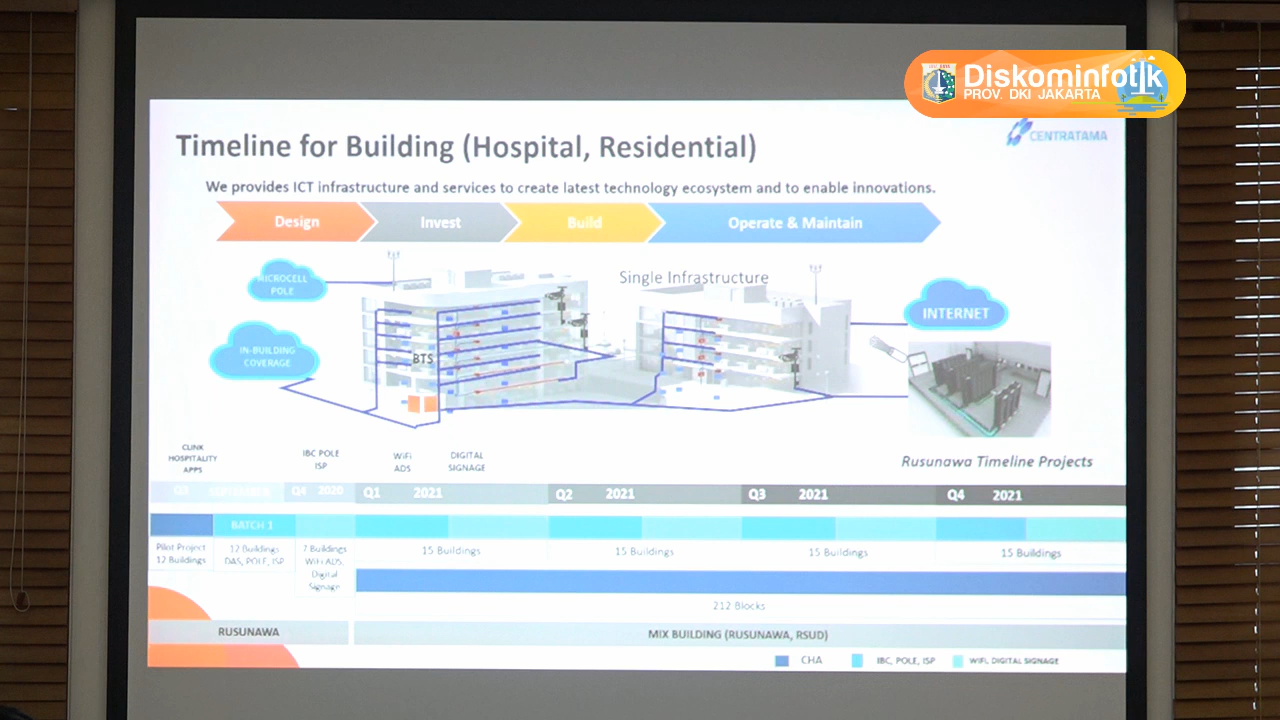 Diskominfotik
PROV. DKI JAKARTA
Timeline for Building (Hospital, Residential)
CENTRATAMA
We provides ICT infrastructure and services to create latest technology ecosystem and to enable innovations.
Design Invest Build Operate & Maintain
MICROCELL
POLE
Single Infrastructure
INTERNET
IN-BUILDING
COVERAGE
BTS
CLINK
HOSPITALITY
APPS
IBC POLE
ISP
WiFi
ADS
DIGITAL
SIGNAGE
Rusunawa Timeline Projects
Q3 SEPTEMBER Q4 2020 Q1 2021 Q2 2021 Q3 2021 Q4 2021
BATCH 1
Pilot Project
12 Buildings
12 Buildings
DAS, POLE, ISP
7 Buildings
WiFi ADS,
Digital
Signage
15 Buildings 15 Buildings 15 Buildings 15 Buildings
212 Blocks
RUSUNAWA MIX BUILDING (RUSUNAWA, RSUD)
CHA IBC, POLE, ISP WIFI, DIGITAL SIGNAGE